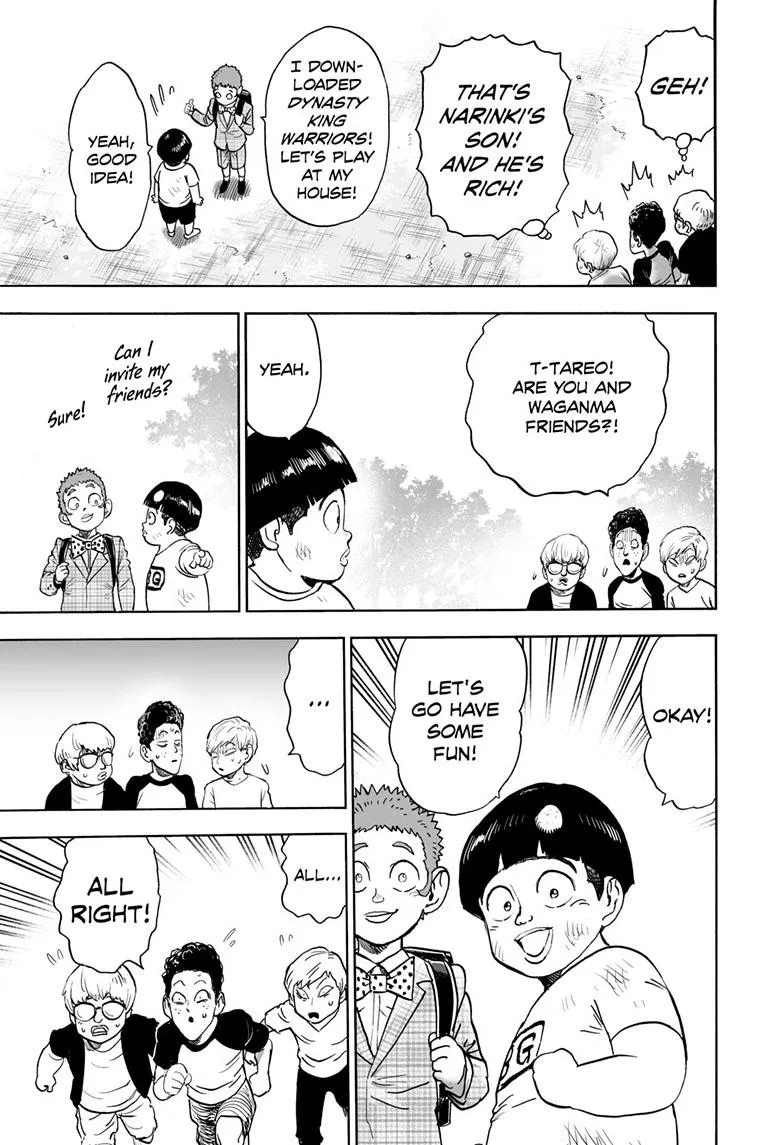 GEH!
THAT'S
NARINKI'S
SON!
AND HE'S
RICH!
I DOWN-
LOADED
DYNASTY
KING
WARRIORS!
LET'S PLAY
AT MY
HOUSE!
YEAH,
GOOD
IDEA!
T-TAREO!
ARE YOU AND
WAGANMA
FRIENDS?!
YEAH.
Can I
invite my
friends?
Sure!
G
OKAY!
LET'S
GO HAVE
SOME
FUN!
G
...
ALL...
ALL
RIGHT!